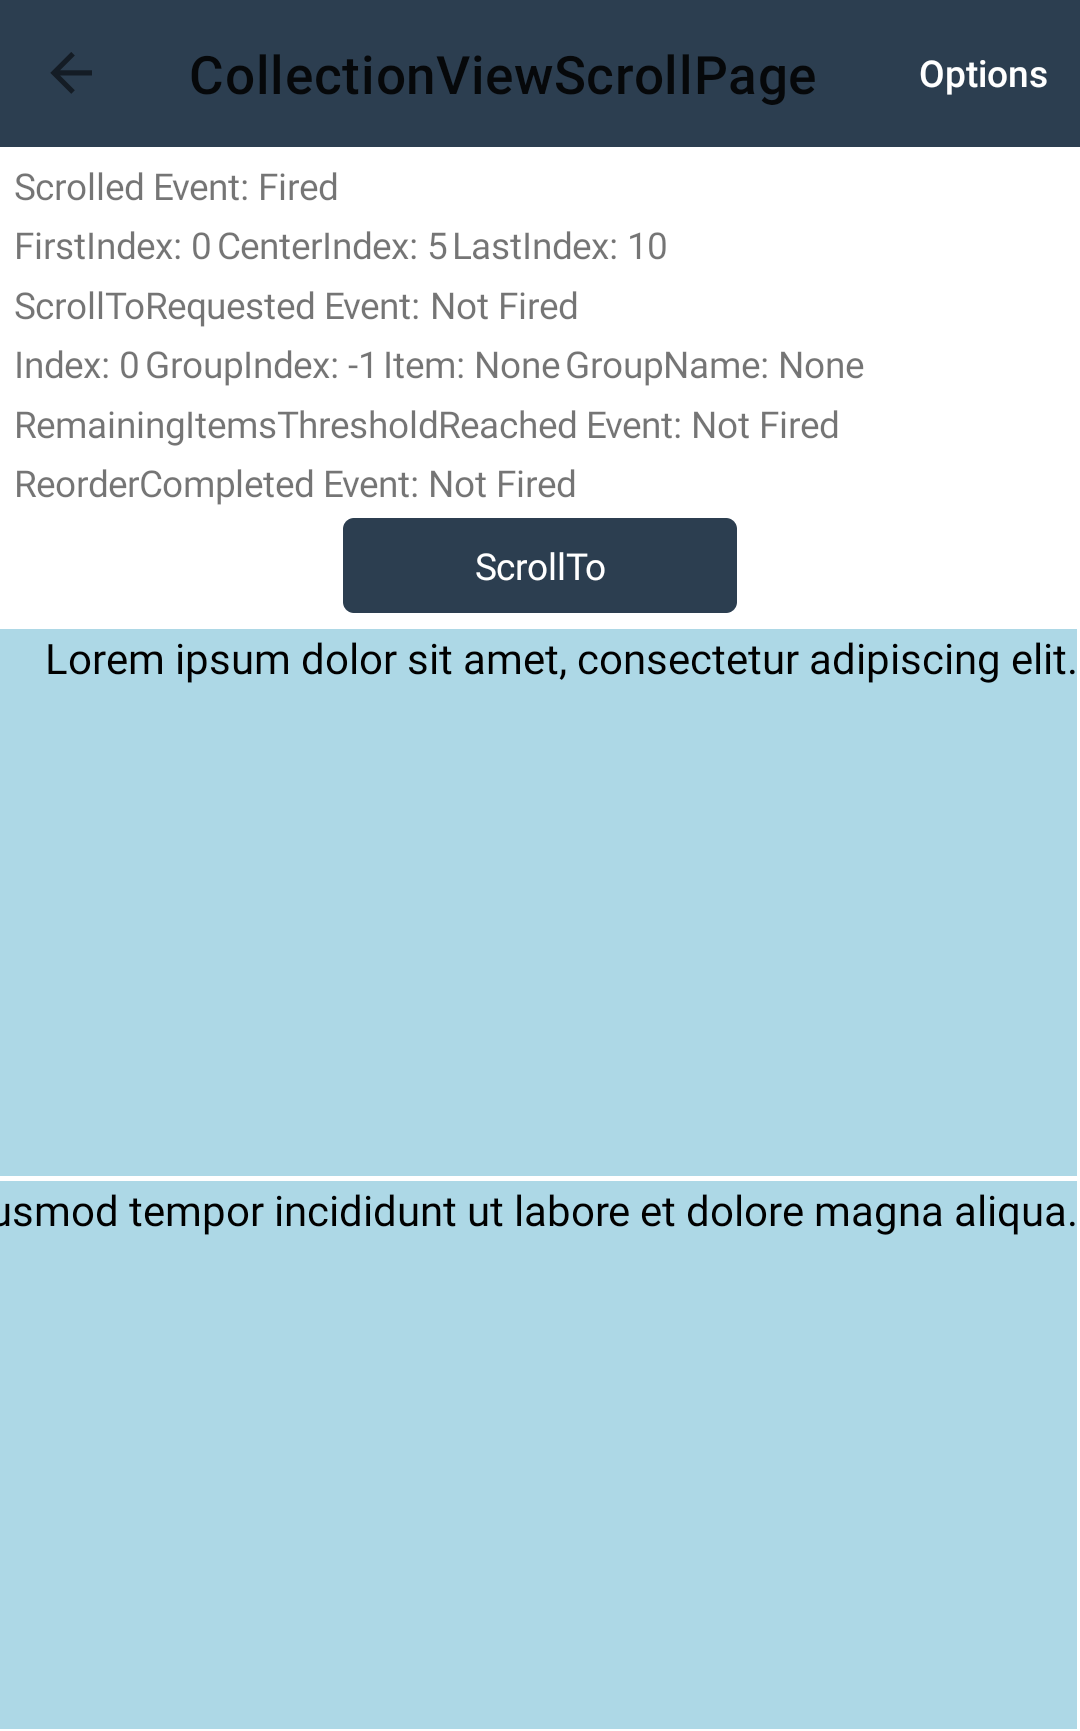 CollectionViewScrollPage Options
Scrolled Event: Fired
FirstIndex: 0 CenterIndex: 5 LastIndex: 10
ScrollToRequested Event: Not Fired
Index: 0 GroupIndex: -1 Item: None GroupName: None
RemainingItemsThresholdReached Event: Not Fired
ReorderCompleted Event: Not Fired
ScrollTo
Lorem ipsum dolor sit amet, consectetur adipiscing elit.
usmod tempor incididunt ut labore et dolore magna aliqua.